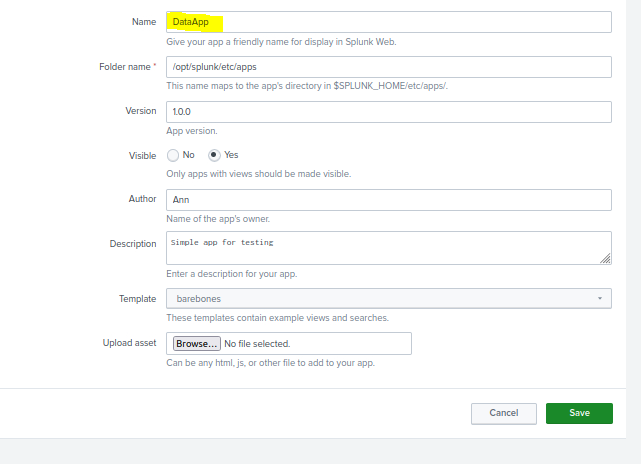 Name
DataApp
Give your app a friendly name for display in Splunk Web.
Folder name *
/opt/splunk/etc/apps
This name maps to the app's directory in $SPLUNK_HOME/etc/apps/.
Version
1.0.0
App version.
Visible
No
Yes
Only apps with views should be made visible.
Author
Ann
Name of the app's owner.
Description
Simple app for testing
Enter a description for your app.
Template
barebones
These templates contain example views and searches.
Upload asset
Browse... No file selected.
Can be any html, js, or other file to add to your app.
Cancel
Save